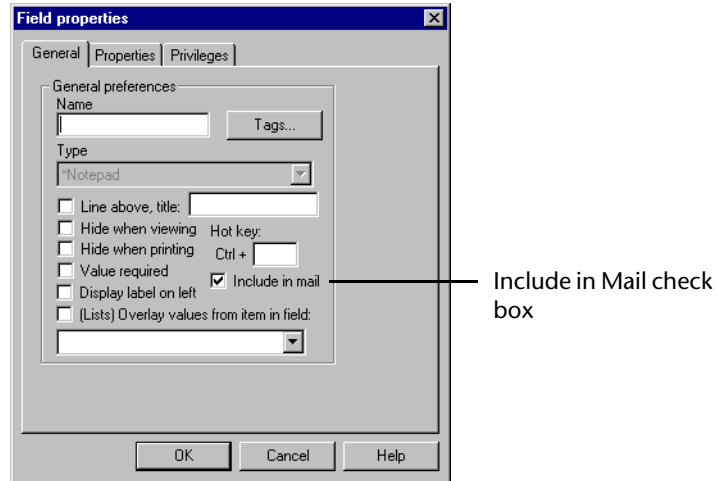 Field properties
General Properties Privileges
General preferences
Name
Tags...
Type
*Notepad
Line above, title:
Hide when viewing Hot key:
Hide when printing Ctrl +
Value required Include in mail
Display label on left
(Lists) Overlay values from item in field:
OK Cancel Help
Include in Mail check
box